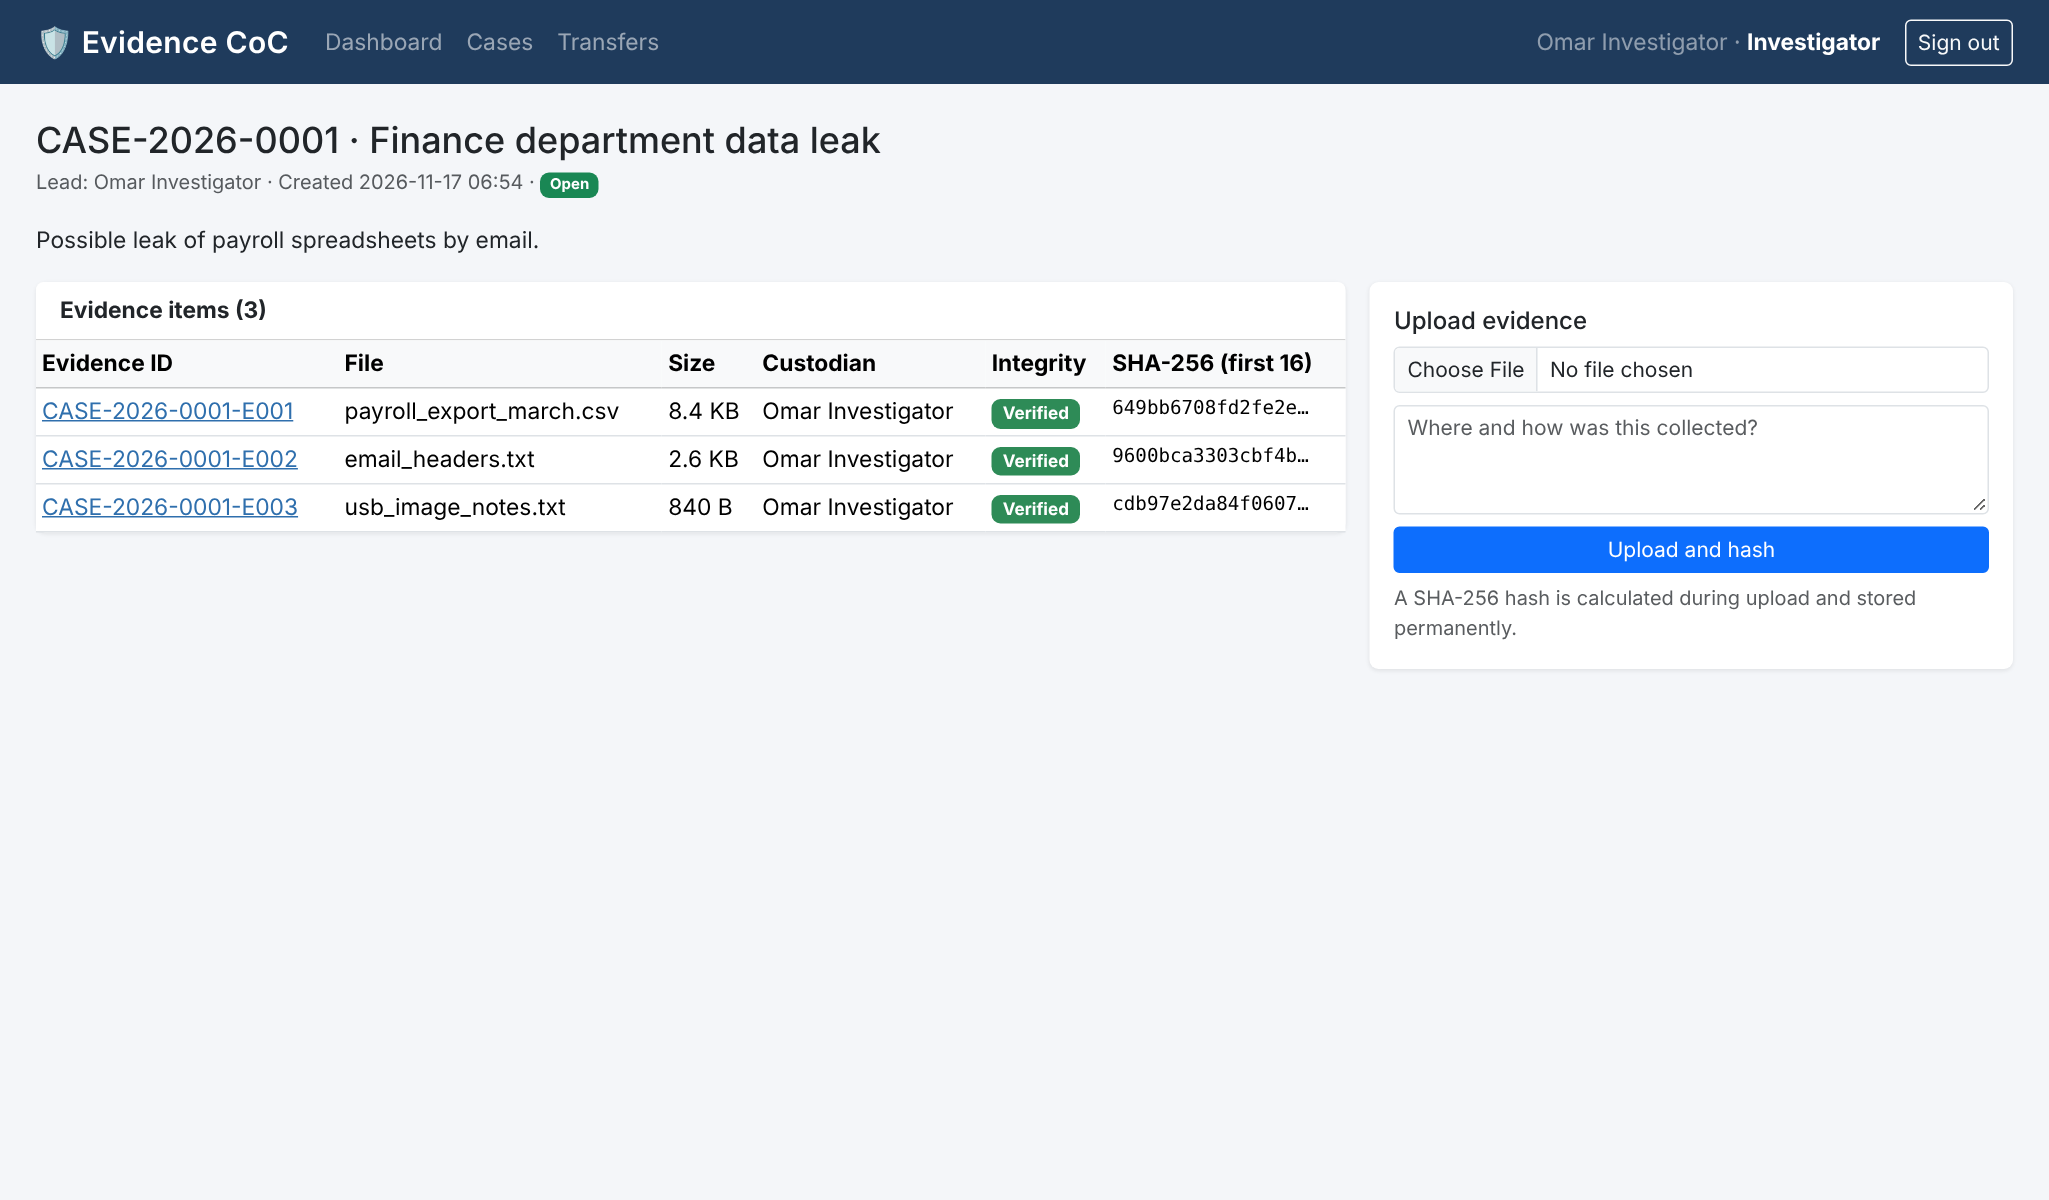 Evidence CoC Dashboard Cases Transfers Omar Investigator · Investigator Sign out
CASE-2026-0001 · Finance department data leak
Lead: Omar Investigator · Created 2026-11-17 06:54 · Open
Possible leak of payroll spreadsheets by email.
Evidence items (3)
Evidence ID File Size Custodian Integrity SHA-256 (first 16)
CASE-2026-0001-E001 payroll_export_march.csv 8.4 KB Omar Investigator Verified 649bb6708fd2fe2e…
CASE-2026-0001-E002 email_headers.txt 2.6 KB Omar Investigator Verified 9600bca3303cbf4b…
CASE-2026-0001-E003 usb_image_notes.txt 840 B Omar Investigator Verified cdb97e2da84f0607…
Upload evidence
Choose File No file chosen
Where and how was this collected?
Upload and hash
A SHA-256 hash is calculated during upload and stored
permanently.